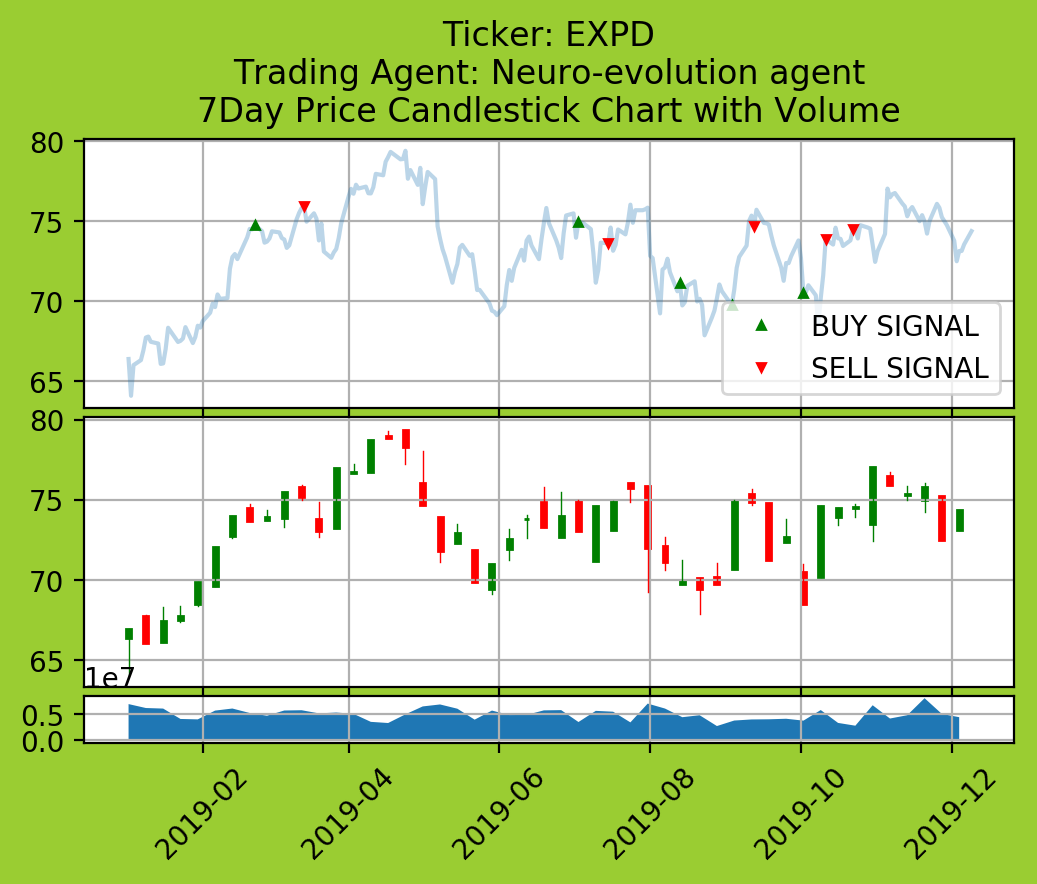 Ticker: EXPD
Trading Agent: Neuro-evolution agent
7Day Price Candlestick Chart with Volume
80
75
70
65
BUY SIGNAL
SELL SIGNAL
80
75
70
65
1e7
0.5
0.0
2019-02
2019-04
2019-06
2019-08
2019-10
2019-12